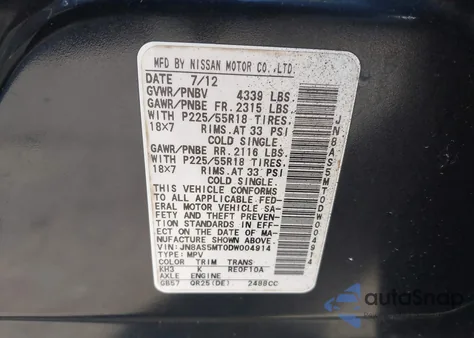 MFD BY NISSAN MOTOR CO.,LTD.
DATE 7/12
GVWR/PNBV 4339 LBS.
GAWR/PNBE FR. 2315 LBS.
WITH P225/55R18 TIRES.
18x7 RIMS.AT 33 PSI
COLD SINGLE.
GAWR/PNBE RR. 2116 LBS.
WITH P225/55R18 TIRES.
18x7 RIMS.AT 33 PSI
COLD SINGLE.
THIS VEHICLE CONFORMS
TO ALL APPLICABLE FED-
ERAL MOTOR VEHICLE SA-
FETY AND THEFT PREVENTION
STANDARDS IN EFFECT
ON THE DATE OF MAN-
UFACTURE SHOWN ABOVE.
VIN: JN8AS5MT0DW004914
TYPE: MPV
COLOR TRIM TRANS
KH3 K RE0F10A
AXLE ENGINE
GB57 QR25(DE) 2488CC
autosnap